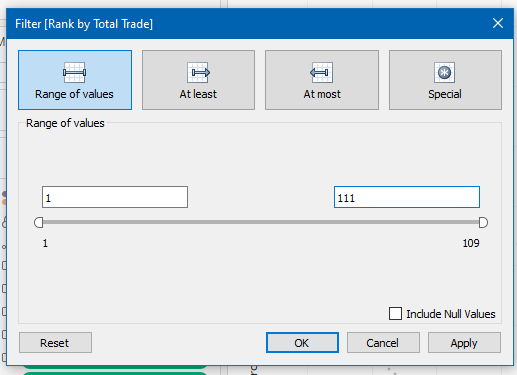 Filter [Rank by Total Trade]
Range of values
At least
At most
Special
Range of values
1
111
1
109
Include Null Values
Reset
OK
Cancel
Apply